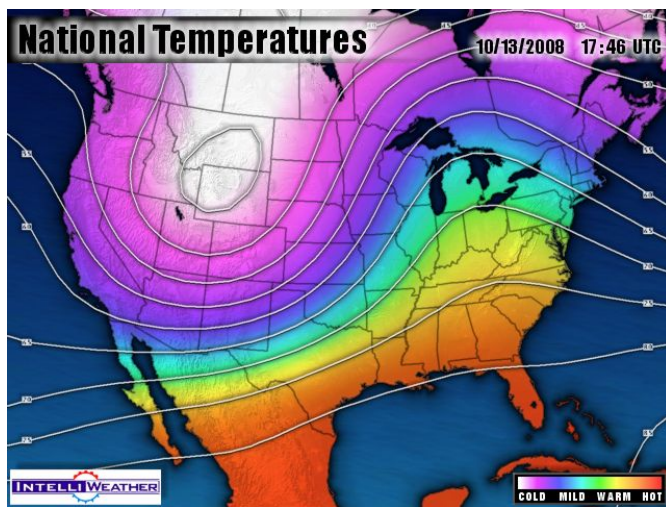 National Temperatures
10/13/2008 17:46 UTC
INTELLIWEATHER
COLD MILD WARM HOT